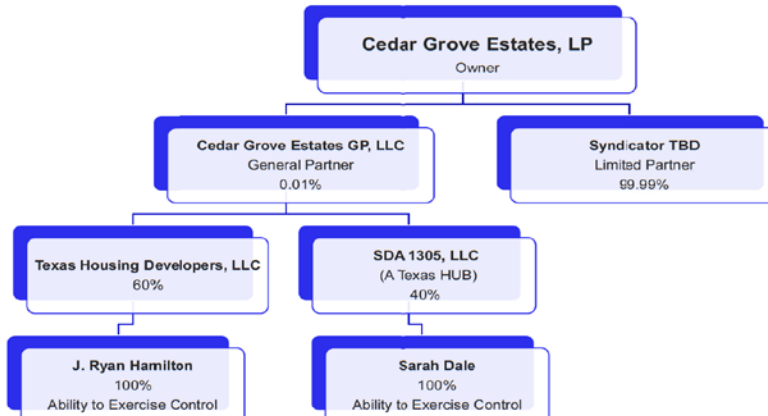 Cedar Grove Estates, LP
Owner
Cedar Grove Estates GP, LLC
General Partner
0.01%
Syndicator TBD
Limited Partner
99.99%
Texas Housing Developers, LLC
60%
SDA 1305, LLC
(A Texas HUB)
40%
J. Ryan Hamilton
100%
Ability to Exercise Control
Sarah Dale
100%
Ability to Exercise Control